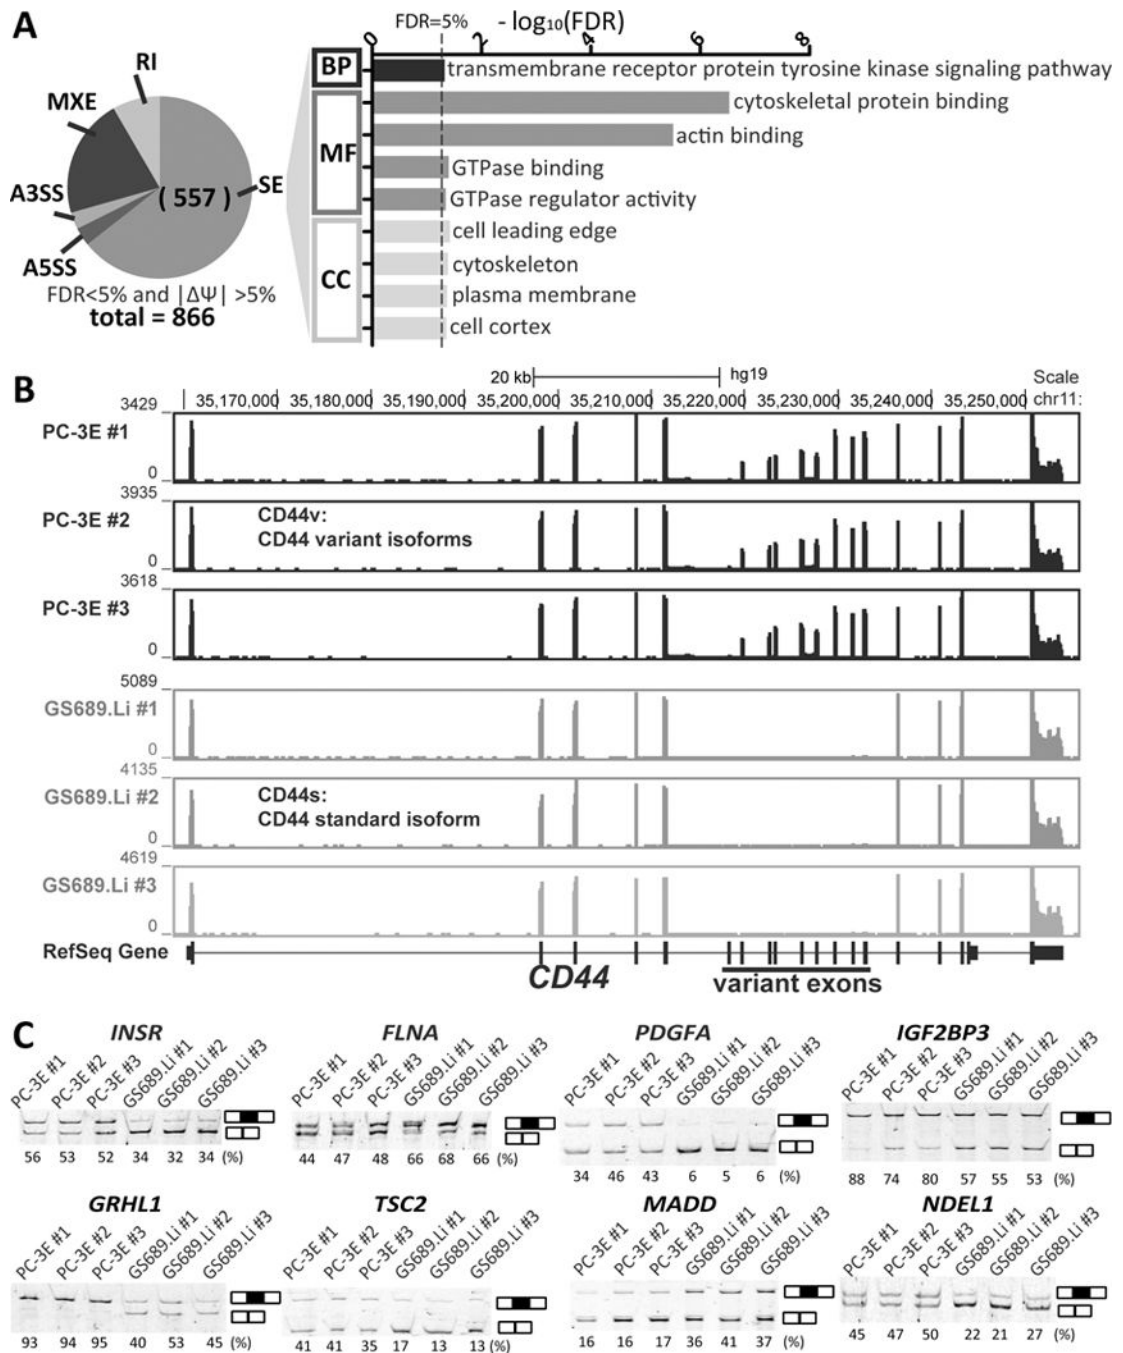 A
FDR=5% - log10(FDR)
0 2 4 6 8
RI
MXE
A3SS
A5SS
SE
( 557 )
FDR<5% and |ΔΨ| >5%
total = 866
BP
transmembrane receptor protein tyrosine kinase signaling pathway
MF
cytoskeletal protein binding
actin binding
GTPase binding
GTPase regulator activity
CC
cell leading edge
cytoskeleton
plasma membrane
cell cortex
B
20 kb hg19 Scale
35,170,000 35,180,000 35,190,000 35,200,000 35,210,000 35,220,000 35,230,000 35,240,000 35,250,000 chr11:
3429
PC-3E #1
0
3935
PC-3E #2
CD44v:
CD44 variant isoforms
0
3618
PC-3E #3
0
5089
GS689.Li #1
0
4135
GS689.Li #2
CD44s:
CD44 standard isoform
0
4619
GS689.Li #3
0
RefSeq Gene
CD44
variant exons
C
INSR
PC-3E #1 PC-3E #2 PC-3E #3 GS689.Li #1 GS689.Li #2 GS689.Li #3
56 53 52 34 32 34 (%)
FLNA
PC-3E #1 PC-3E #2 PC-3E #3 GS689.Li #1 GS689.Li #2 GS689.Li #3
44 47 48 66 68 66 (%)
PDGFA
PC-3E #1 PC-3E #2 PC-3E #3 GS689.Li #1 GS689.Li #2 GS689.Li #3
34 46 43 6 5 6 (%)
IGF2BP3
PC-3E #1 PC-3E #2 PC-3E #3 GS689.Li #1 GS689.Li #2 GS689.Li #3
88 74 80 57 55 53 (%)
GRHL1
PC-3E #1 PC-3E #2 PC-3E #3 GS689.Li #1 GS689.Li #2 GS689.Li #3
93 94 95 40 53 45 (%)
TSC2
PC-3E #1 PC-3E #2 PC-3E #3 GS689.Li #1 GS689.Li #2 GS689.Li #3
41 41 35 17 13 13 (%)
MADD
PC-3E #1 PC-3E #2 PC-3E #3 GS689.Li #1 GS689.Li #2 GS689.Li #3
16 16 17 36 41 37 (%)
NDEL1
PC-3E #1 PC-3E #2 PC-3E #3 GS689.Li #1 GS689.Li #2 GS689.Li #3
45 47 50 22 21 27 (%)